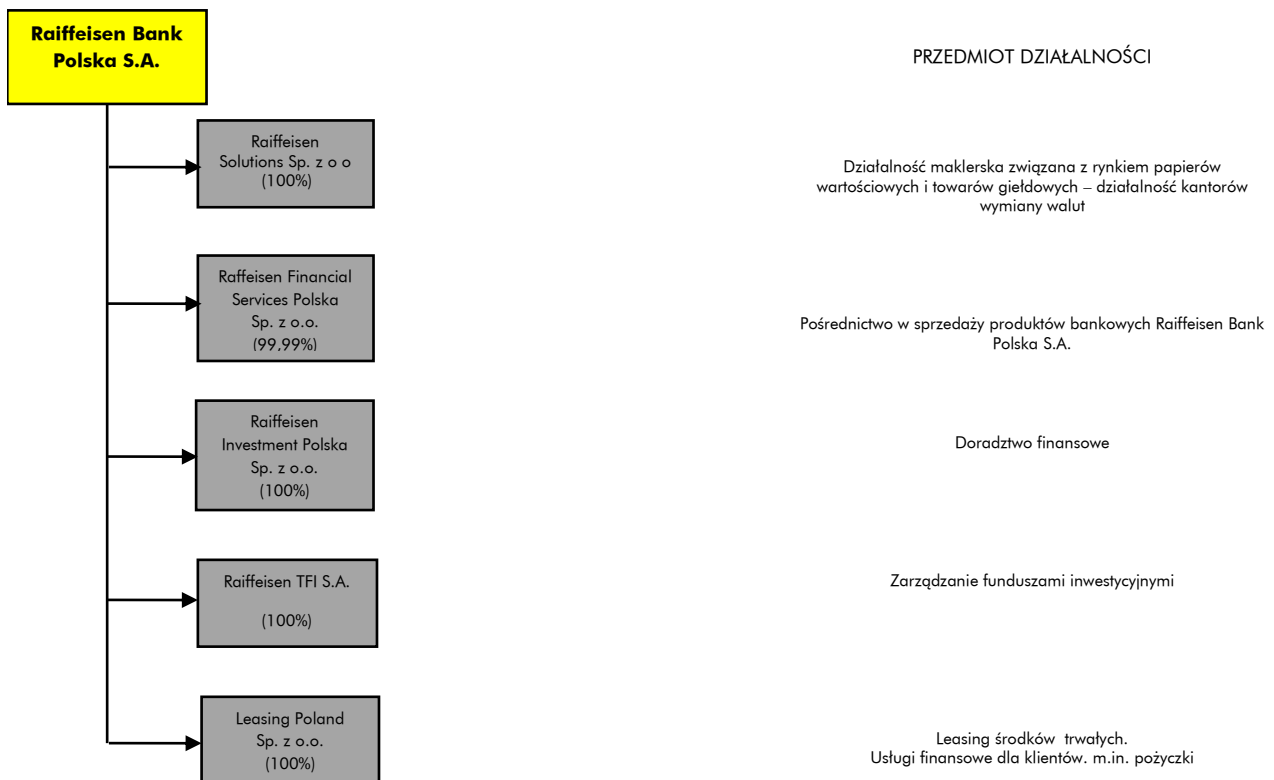 Raiffeisen Bank
Polska S.A.
PRZEDMIOT DZIAŁALNOŚCI
Raiffeisen
Solutions Sp. z o o
(100%)
Działalność maklerska związana z rynkiem papierów
wartościowych i towarów giełdowych – działalność kantorów
wymiany walut
Raffeisen Financial
Services Polska
Sp. z o.o.
(99,99%)
Pośrednictwo w sprzedaży produktów bankowych Raiffeisen Bank
Polska S.A.
Raiffeisen
Investment Polska
Sp. z o.o.
(100%)
Doradztwo finansowe
Raiffeisen TFI S.A.
(100%)
Zarządzanie funduszami inwestycyjnymi
Leasing Poland
Sp. z o.o.
(100%)
Leasing środków trwałych.
Usługi finansowe dla klientów. m.in. pożyczki